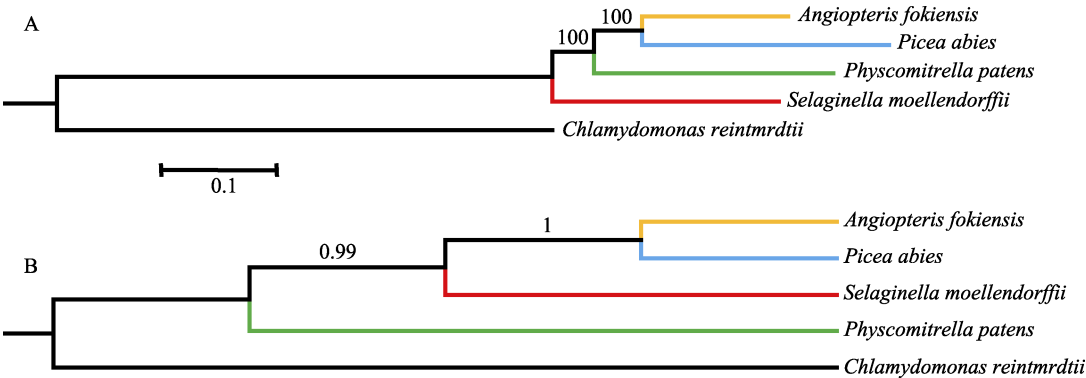 A
Angiopteris fokiensis
100
100
Picea abies
Physcomitrella patens
Selaginella moellendorffii
Chlamydomonas reintmrdtii
0.1
B
Angiopteris fokiensis
1
0.99
Picea abies
Selaginella moellendorffii
Physcomitrella patens
Chlamydomonas reintmrdtii